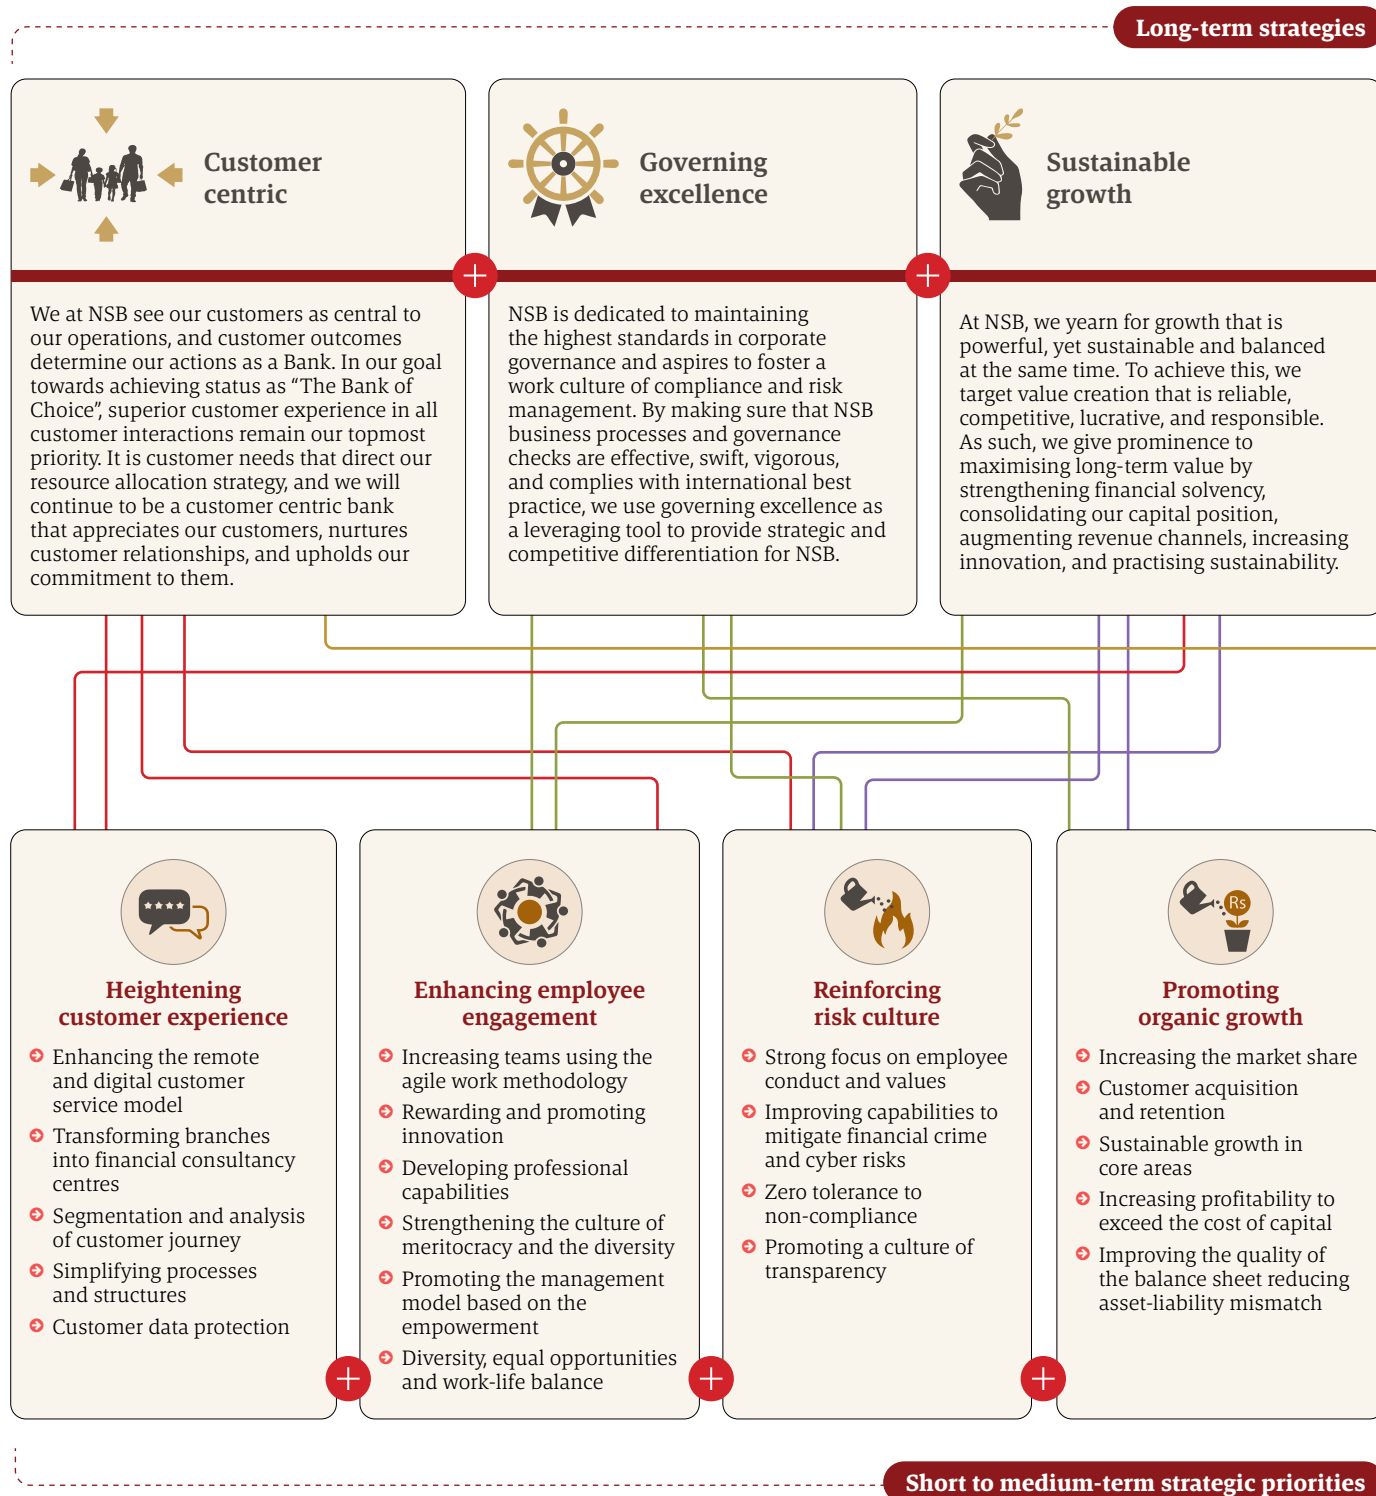 Long-term strategies
Customer
centric
We at NSB see our customers as central to
our operations, and customer outcomes
determine our actions as a Bank. In our goal
towards achieving status as “The Bank of
Choice”, superior customer experience in all
customer interactions remain our topmost
priority. It is customer needs that direct our
resource allocation strategy, and we will
continue to be a customer centric bank
that appreciates our customers, nurtures
customer relationships, and upholds our
commitment to them.
Governing
excellence
NSB is dedicated to maintaining
the highest standards in corporate
governance and aspires to foster a
work culture of compliance and risk
management. By making sure that NSB
business processes and governance
checks are effective, swift, vigorous,
and complies with international best
practice, we use governing excellence as
a leveraging tool to provide strategic and
competitive differentiation for NSB.
Sustainable
growth
At NSB, we yearn for growth that is
powerful, yet sustainable and balanced
at the same time. To achieve this, we
target value creation that is reliable,
competitive, lucrative, and responsible.
As such, we give prominence to
maximising long-term value by
strengthening financial solvency,
consolidating our capital position,
augmenting revenue channels, increasing
innovation, and practising sustainability.
Heightening
customer experience
Enhancing the remote
and digital customer
service model
Transforming branches
into financial consultancy
centres
Segmentation and analysis
of customer journey
Simplifying processes
and structures
Customer data protection
Enhancing employee
engagement
Increasing teams using the
agile work methodology
Rewarding and promoting
innovation
Developing professional
capabilities
Strengthening the culture of
meritocracy and the diversity
Promoting the management
model based on the
empowerment
Diversity, equal opportunities
and work-life balance
Reinforcing
risk culture
Strong focus on employee
conduct and values
Improving capabilities to
mitigate financial crime
and cyber risks
Zero tolerance to
non-compliance
Promoting a culture of
transparency
Rs
Promoting
organic growth
Increasing the market share
Customer acquisition
and retention
Sustainable growth in
core areas
Increasing profitability to
exceed the cost of capital
Improving the quality of
the balance sheet reducing
asset-liability mismatch
Short to medium-term strategic priorities